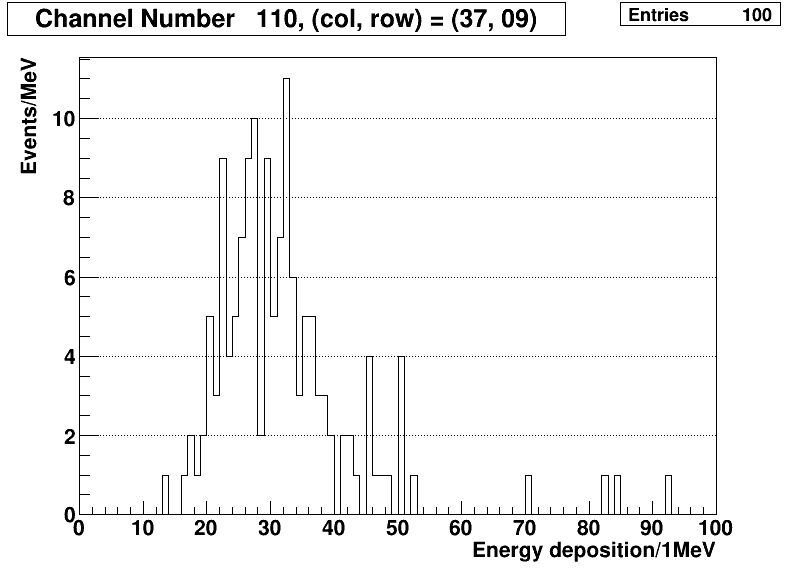 Channel Number 110, (col, row) = (37, 09)
Entries 100
Events/MeV
10
8
6
4
2
0
0 10 20 30 40 50 60 70 80 90 100
Energy deposition/1MeV